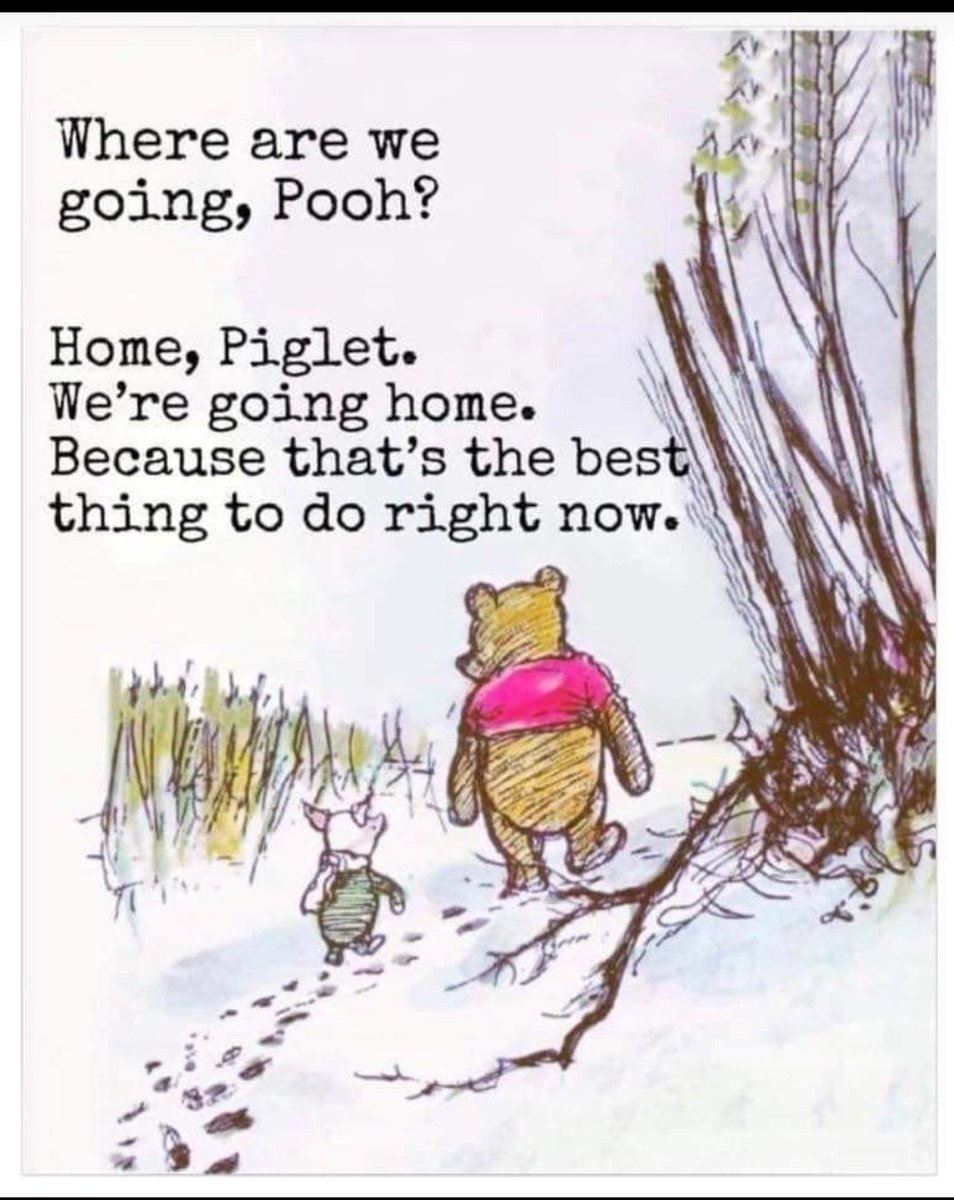 Where are we
going, Pooh?
Home, Piglet.
We're going home.
Because that's the best
thing to do right now.